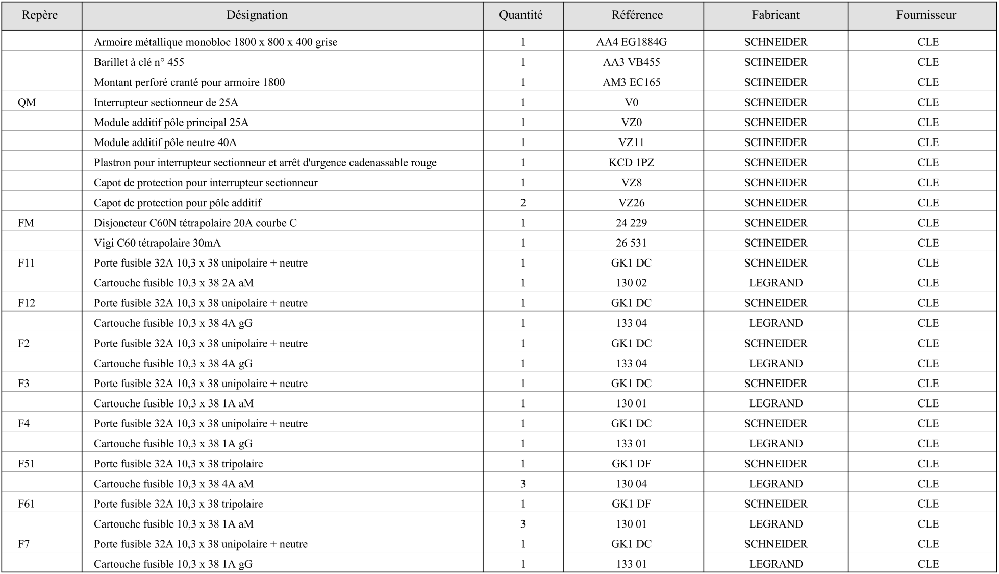 Repère Désignation Quantité Référence Fabricant Fournisseur
Armoire métallique monobloc 1800 x 800 x 400 grise 1 AA4 EG1884G SCHNEIDER CLE
Barillet à clé n° 455 1 AA3 VB455 SCHNEIDER CLE
Montant perforé cranté pour armoire 1800 1 AM3 EC165 SCHNEIDER CLE
QM Interrupteur sectionneur de 25A 1 V0 SCHNEIDER CLE
Module additif pôle principal 25A 1 VZ0 SCHNEIDER CLE
Module additif pôle neutre 40A 1 VZ11 SCHNEIDER CLE
Plastron pour interrupteur sectionneur et arrêt d'urgence cadenassable rouge 1 KCD 1PZ SCHNEIDER CLE
Capot de protection pour interrupteur sectionneur 1 VZ8 SCHNEIDER CLE
Capot de protection pour pôle additif 2 VZ26 SCHNEIDER CLE
FM Disjoncteur C60N tétrapolaire 20A courbe C 1 24 229 SCHNEIDER CLE
Vigi C60 tétrapolaire 30mA 1 26 531 SCHNEIDER CLE
F11 Porte fusible 32A 10,3 x 38 unipolaire + neutre 1 GK1 DC SCHNEIDER CLE
Cartouche fusible 10,3 x 38 2A aM 1 130 02 LEGRAND CLE
F12 Porte fusible 32A 10,3 x 38 unipolaire + neutre 1 GK1 DC SCHNEIDER CLE
Cartouche fusible 10,3 x 38 4A gG 1 133 04 LEGRAND CLE
F2 Porte fusible 32A 10,3 x 38 unipolaire + neutre 1 GK1 DC SCHNEIDER CLE
Cartouche fusible 10,3 x 38 4A gG 1 133 04 LEGRAND CLE
F3 Porte fusible 32A 10,3 x 38 unipolaire + neutre 1 GK1 DC SCHNEIDER CLE
Cartouche fusible 10,3 x 38 1A aM 1 130 01 LEGRAND CLE
F4 Porte fusible 32A 10,3 x 38 unipolaire + neutre 1 GK1 DC SCHNEIDER CLE
Cartouche fusible 10,3 x 38 1A gG 1 133 01 LEGRAND CLE
F51 Porte fusible 32A 10,3 x 38 tripolaire 1 GK1 DF SCHNEIDER CLE
Cartouche fusible 10,3 x 38 4A aM 3 130 04 LEGRAND CLE
F61 Porte fusible 32A 10,3 x 38 tripolaire 1 GK1 DF SCHNEIDER CLE
Cartouche fusible 10,3 x 38 1A aM 3 130 01 LEGRAND CLE
F7 Porte fusible 32A 10,3 x 38 unipolaire + neutre 1 GK1 DC SCHNEIDER CLE
Cartouche fusible 10,3 x 38 1A gG 1 133 01 LEGRAND CLE